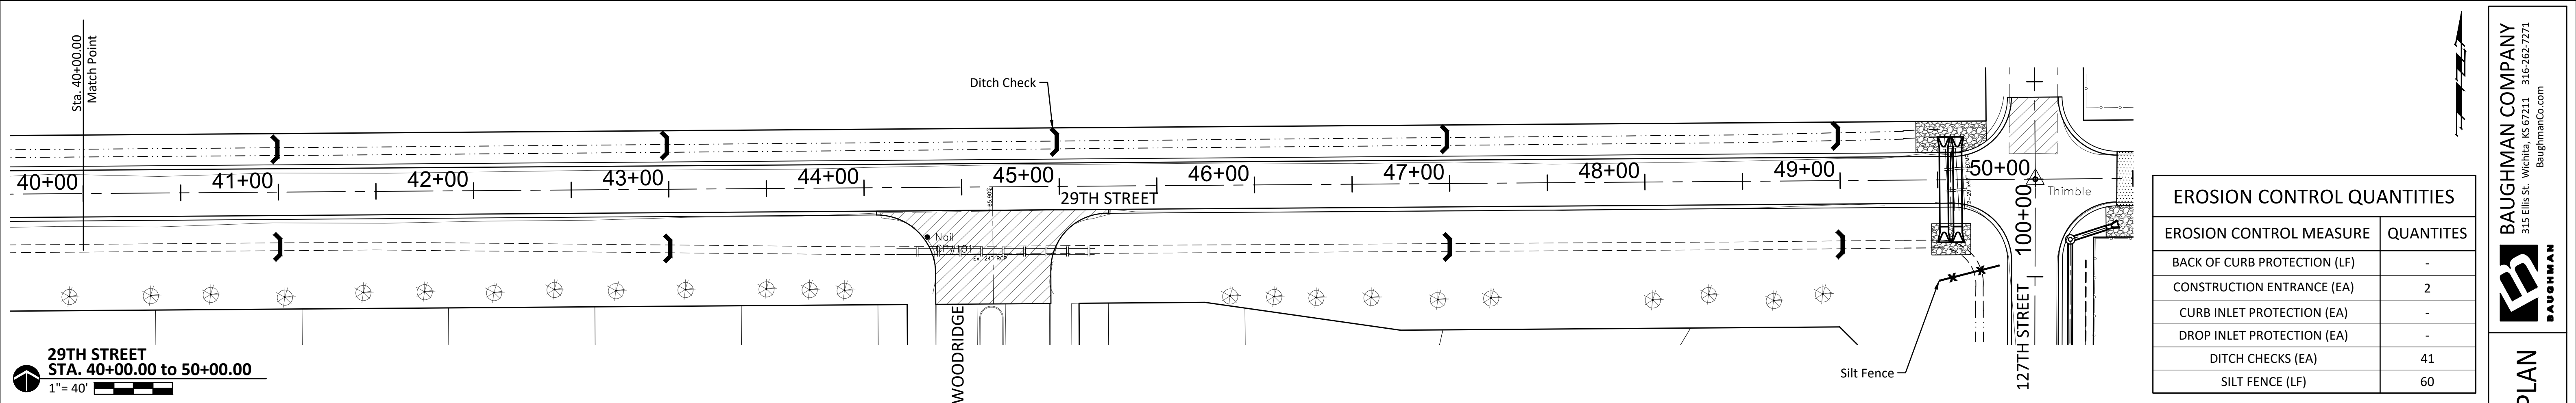 Sta. 40+00.00
Match Point
Ditch Check
40+00
41+00
42+00
43+00
44+00
45+00
46+00
47+00
48+00
49+00
50+00
29TH STREET
Thimble
100+00
Nail
WOODRIDGE
127TH STREET
Silt Fence
29TH STREET
STA. 40+00.00 to 50+00.00
1"= 40'
EROSION CONTROL QUANTITIES
EROSION CONTROL MEASURE QUANTITES
BACK OF CURB PROTECTION (LF) -
CONSTRUCTION ENTRANCE (EA) 2
CURB INLET PROTECTION (EA) -
DROP INLET PROTECTION (EA) -
DITCH CHECKS (EA) 41
SILT FENCE (LF) 60
BAUGHMAN COMPANY
315 Ellis St. Wichita, KS 67211 316-262-7271
BaughmanCo.com
BAUGHMAN
PLAN